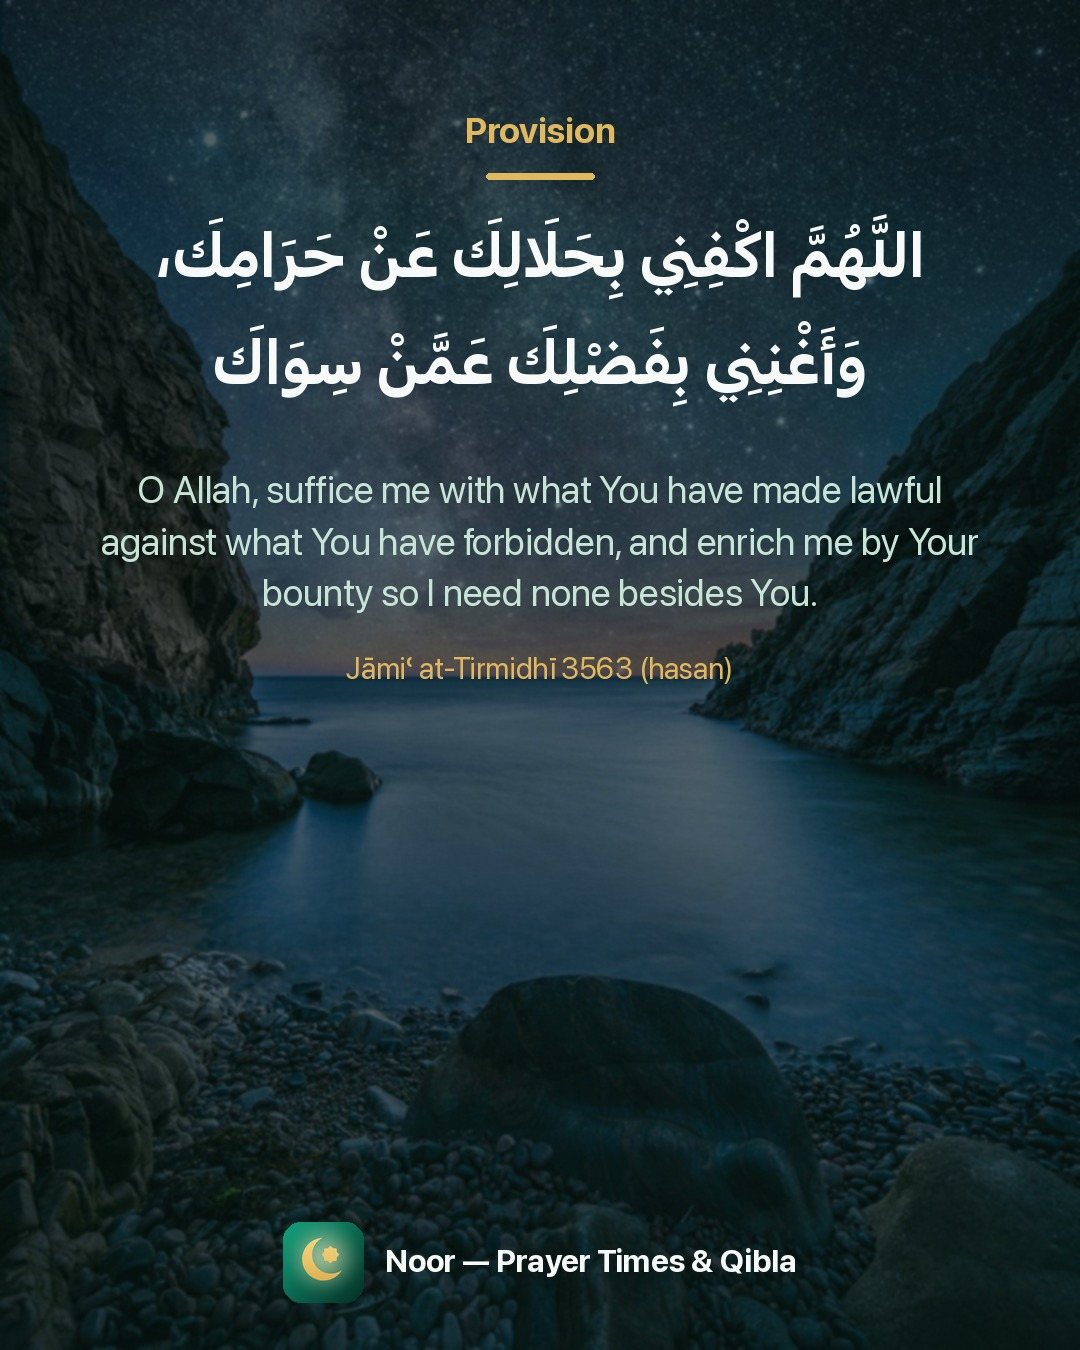 Provision
اللَّهُمَّ اكْفِنِي بِحَلَالِكَ عَنْ حَرَامِكَ،
وَأَغْنِنِي بِفَضْلِكَ عَمَّنْ سِوَاكَ
O Allah, suffice me with what You have made lawful
against what You have forbidden, and enrich me by Your
bounty so I need none besides You.
Jāmiʿ at-Tirmidhī 3563 (hasan)
Noor — Prayer Times & Qibla